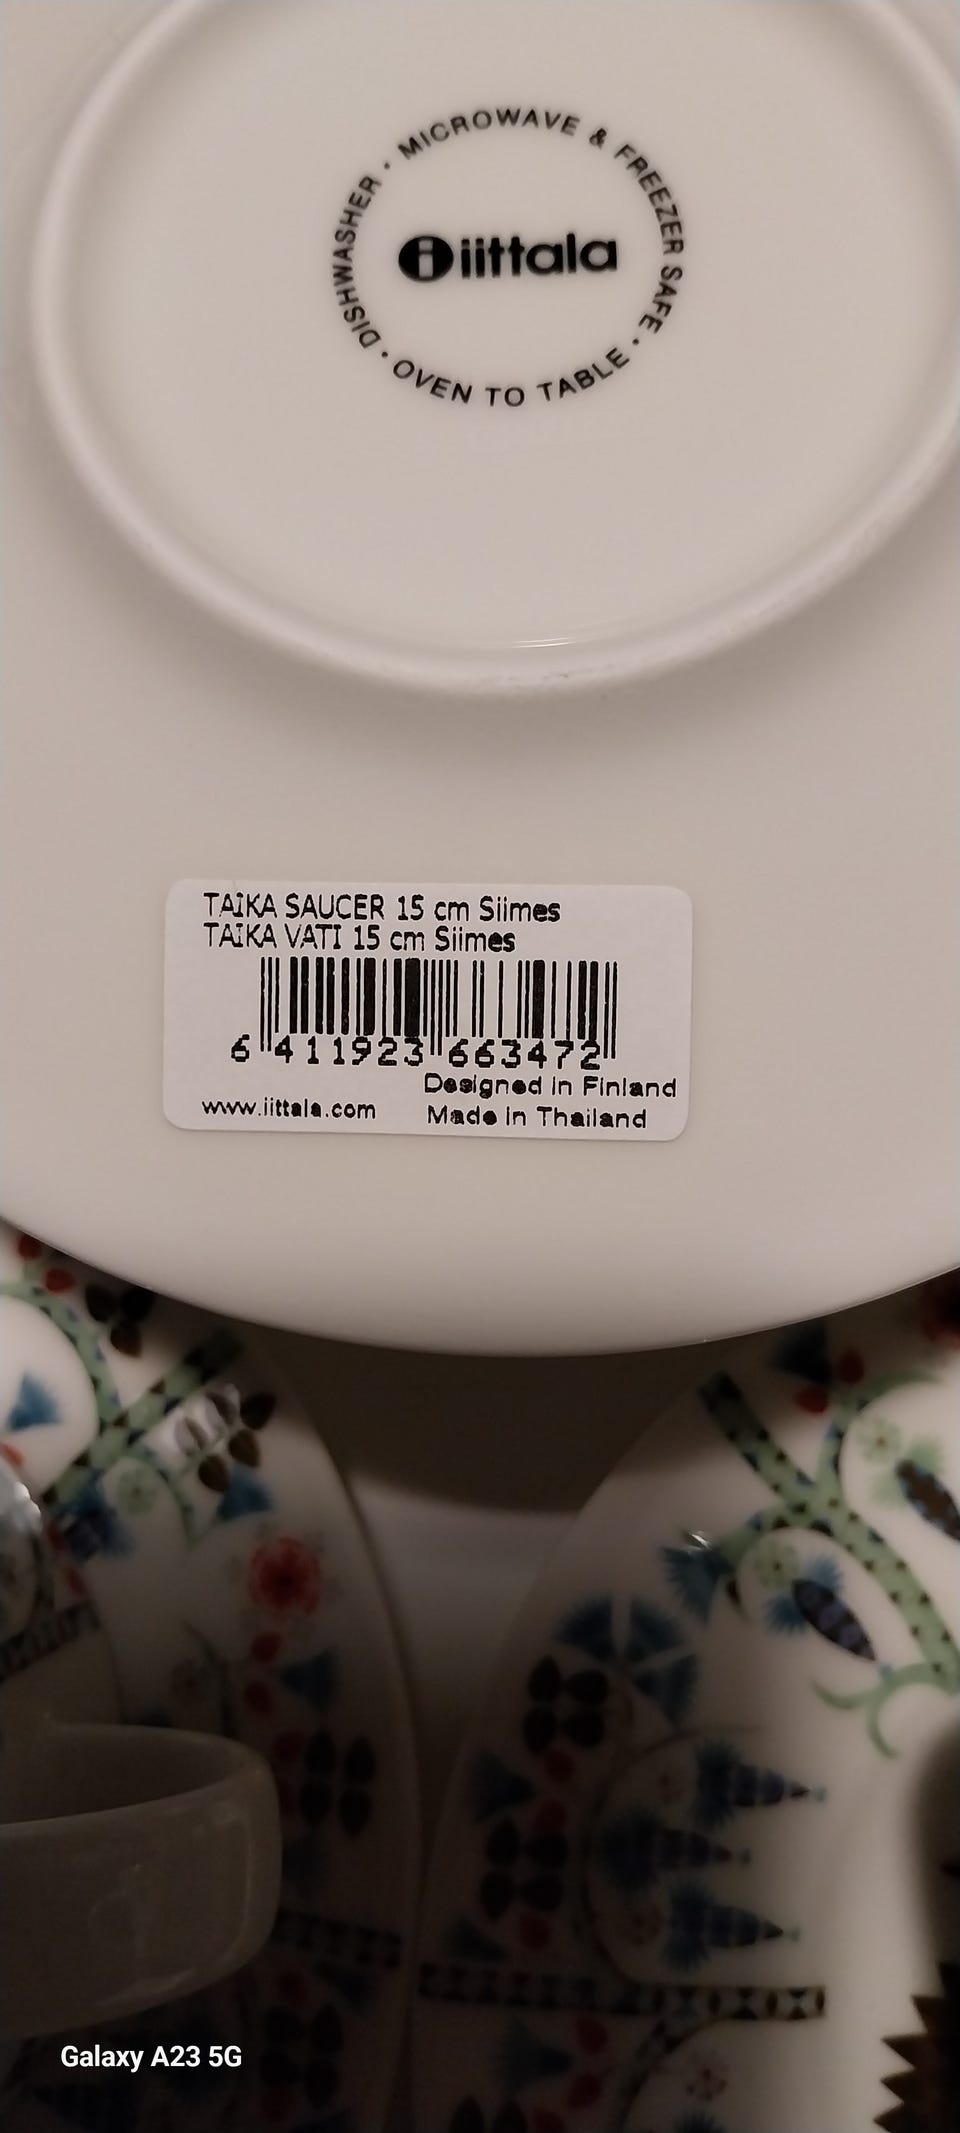 DISHWASHER · MICROWAVE & FREEZER SAFE · OVEN TO TABLE ·
iittala
TAIKA SAUCER 15 cm Siimes
TAIKA VATI 15 cm Siimes
6 411923 663472
Designed in Finland
www.iittala.com Made in Thailand
Galaxy A23 5G